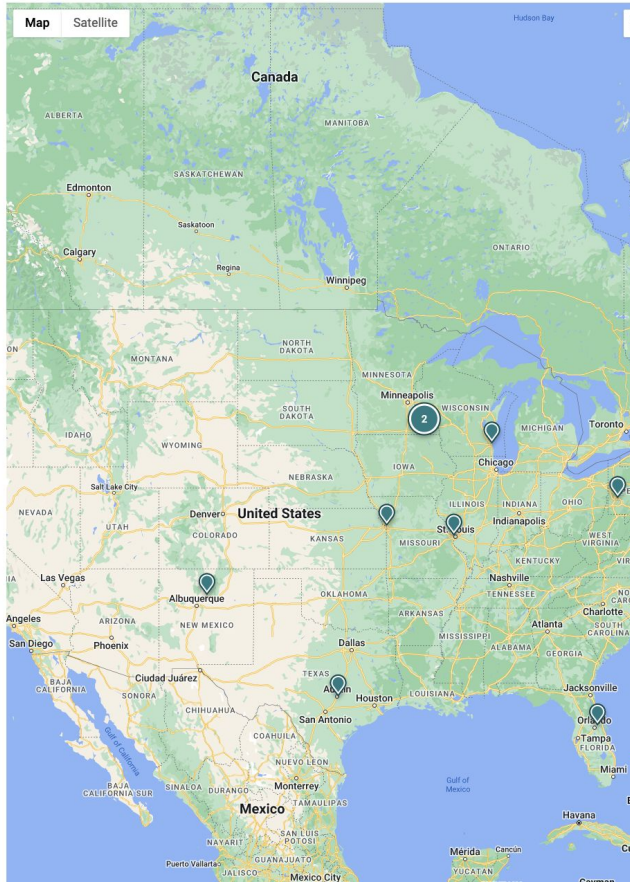 Map
Satellite
Hudson Bay
Canada
ALBERTA
MANITOBA
SASKATCHEWAN
Edmonton
Saskatoon
ONTARIO
Calgary
Regina
Winnipeg
NORTH
DAKOTA
MONTANA
MINNESOTA
Minneapolis
SOUTH
DAKOTA
WISCONSIN
2
MICHIGAN
Toronto
IDAHO
WYOMING
IOWA
Chicago
NEBRASKA
Salt Lake City
NEVADA
Denver
United States
ILLINOIS
INDIANA
OHIO
Indianapolis
UTAH
COLORADO
KANSAS
MISSOURI
WEST
VIRGINIA
KENTUCKY
Las Vegas
Nashville
TENNESSEE
Albuquerque
OKLAHOMA
ARKANSAS
Charlotte
Angeles
ARIZONA
NEW MEXICO
MISSISSIPPI
Atlanta
SOUTH
CAROLINA
San Diego
Phoenix
Dallas
ALABAMA
GEORGIA
BAJA
CALIFORNIA
Ciudad Juárez
TEXAS
SONORA
LOUISIANA
Jacksonville
CHIHUAHUA
Houston
San Antonio
Orlando
Tampa
FLORIDA
Gulf of California
COAHUILA
NUEVO LEON
Miami
BAJA
CALIFORNIA SUR
SINALOA
DURANGO
Monterrey
TAMAULIPAS
Gulf of
Mexico
Mexico
Havana
SAN LUIS
POTOSI
NAYARIT
Mérida
Cancún
Puerto Vallarta
GUANAJUATO
JALISCO
Mexico City
YUCATAN
Cayman